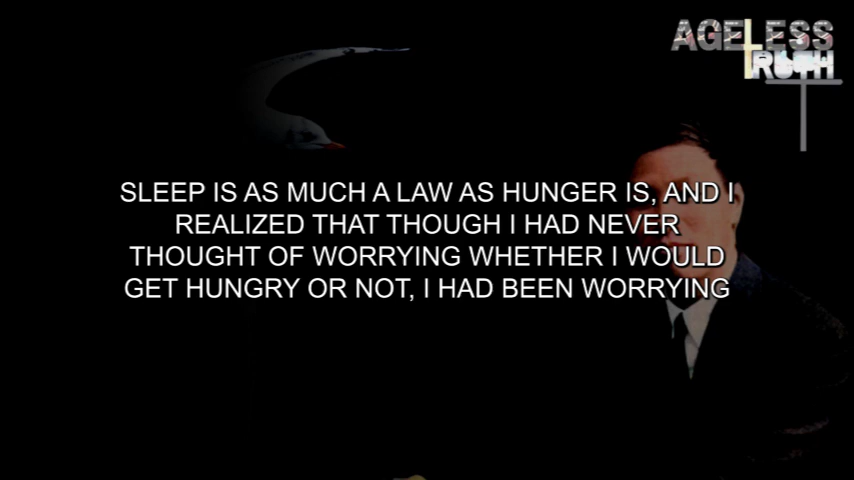 AGELESS
TRUTH
SLEEP IS AS MUCH A LAW AS HUNGER IS, AND I
REALIZED THAT THOUGH I HAD NEVER
THOUGHT OF WORRYING WHETHER I WOULD
GET HUNGRY OR NOT, I HAD BEEN WORRYING